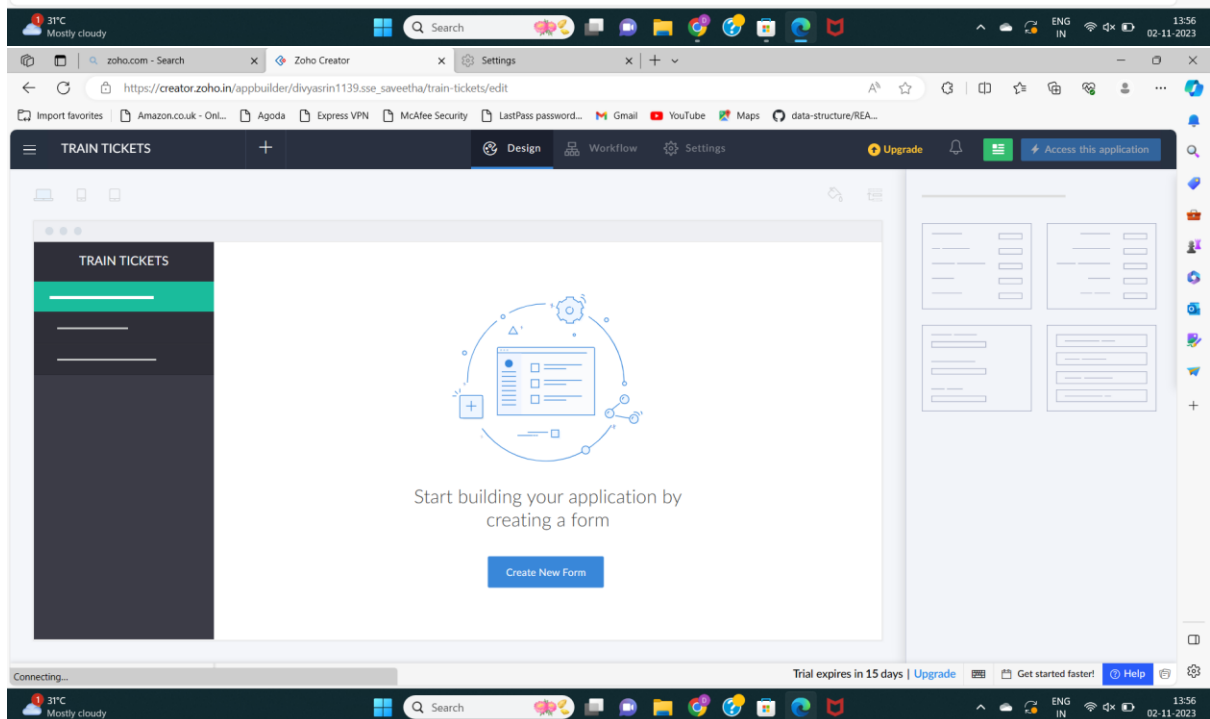 31°C
Mostly cloudy
Search
ENG
IN
13:56
02-11-2023
zoho.com - Search
Zoho Creator
Settings
https://creator.zoho.in/appbuilder/divyasrin1139.sse_saveetha/train-tickets/edit
Import favorites
Amazon.co.uk - Onl...
Agoda
Express VPN
McAfee Security
LastPass password...
Gmail
YouTube
Maps
data-structure/REA...
TRAIN TICKETS
Design
Workflow
Settings
Upgrade
Access this application
TRAIN TICKETS
Start building your application by
creating a form
Create New Form
Connecting...
Trial expires in 15 days | Upgrade
Get started faster!
Help
31°C
Mostly cloudy
Search
ENG
IN
13:56
02-11-2023